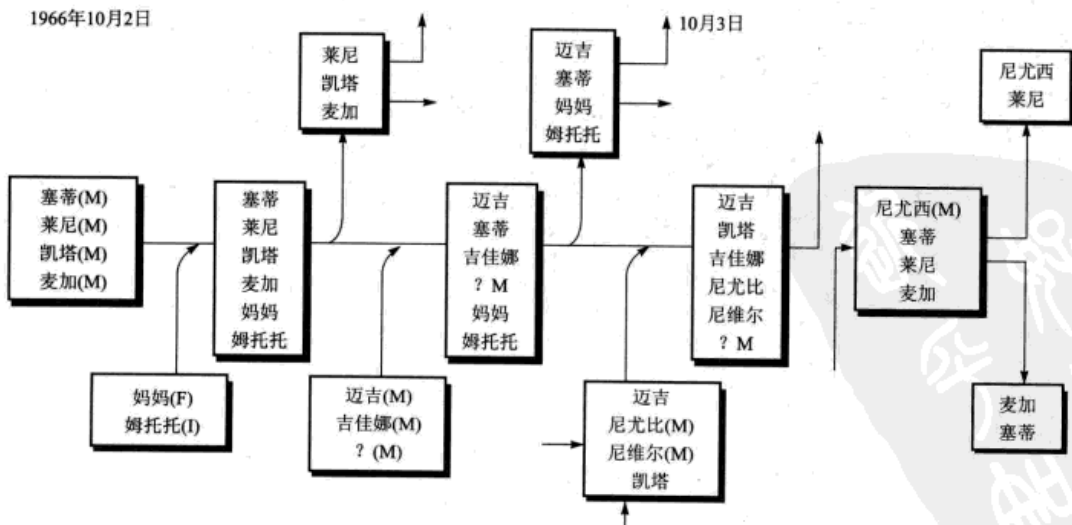 1966年10月2日
莱尼
凯塔
麦加
迈吉
塞蒂
妈妈
姆托托
10月3日
尼尤西
莱尼
塞蒂(M)
莱尼(M)
凯塔(M)
麦加(M)
塞蒂
莱尼
凯塔
麦加
妈妈
姆托托
迈吉
塞蒂
吉佳娜
？M
妈妈
姆托托
迈吉
凯塔
吉佳娜
尼尤比
尼维尔
？M
尼尤西(M)
塞蒂
莱尼
麦加
妈妈(F)
姆托托(I)
迈吉(M)
吉佳娜(M)
？(M)
迈吉
尼尤比(M)
尼维尔(M)
凯塔
麦加
塞蒂